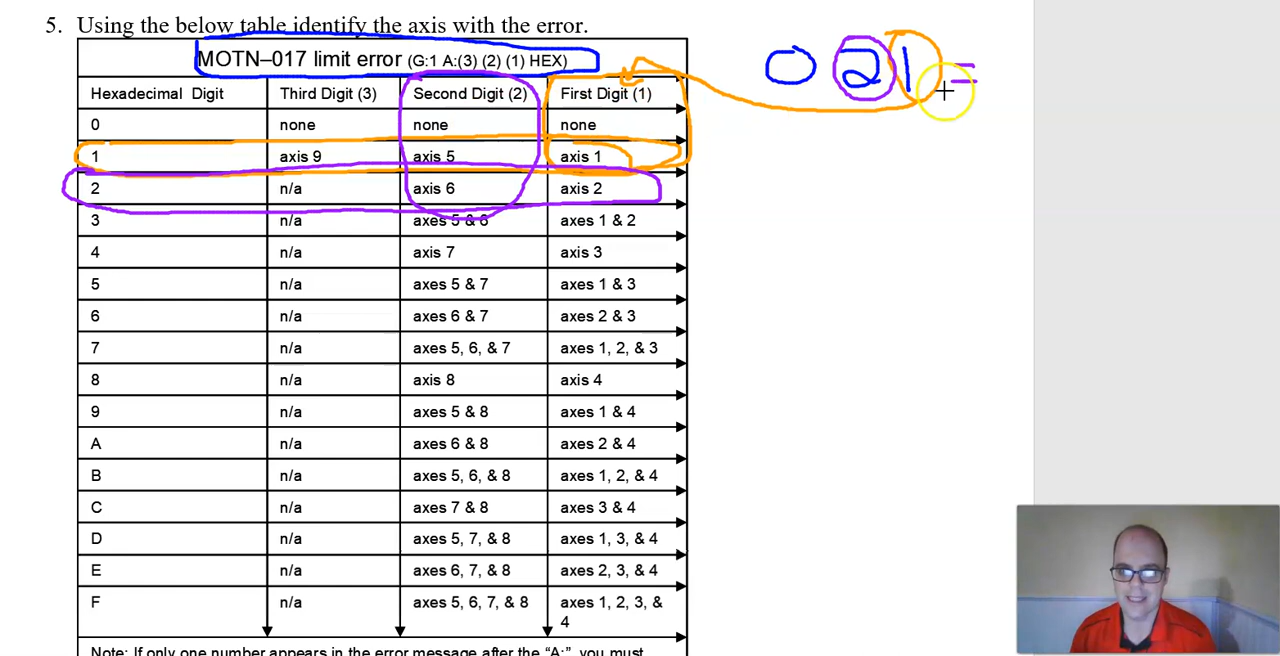 5. Using the below table identify the axis with the error.
MOTN–017 limit error (G:1 A:(3) (2) (1) HEX)
Hexadecimal Digit Third Digit (3) Second Digit (2) First Digit (1)
0 none none none
1 axis 9 axis 5 axis 1
2 n/a axis 6 axis 2
3 n/a axes 5 & 6 axes 1 & 2
4 n/a axis 7 axis 3
5 n/a axes 5 & 7 axes 1 & 3
6 n/a axes 6 & 7 axes 2 & 3
7 n/a axes 5, 6, & 7 axes 1, 2, & 3
8 n/a axis 8 axis 4
9 n/a axes 5 & 8 axes 1 & 4
A n/a axes 6 & 8 axes 2 & 4
B n/a axes 5, 6, & 8 axes 1, 2, & 4
C n/a axes 7 & 8 axes 3 & 4
D n/a axes 5, 7, & 8 axes 1, 3, & 4
E n/a axes 6, 7, & 8 axes 2, 3, & 4
F n/a axes 5, 6, 7, & 8 axes 1, 2, 3, &
4
Note: If only one number appears in the error message after the “A:”, you must
0 2 1 =